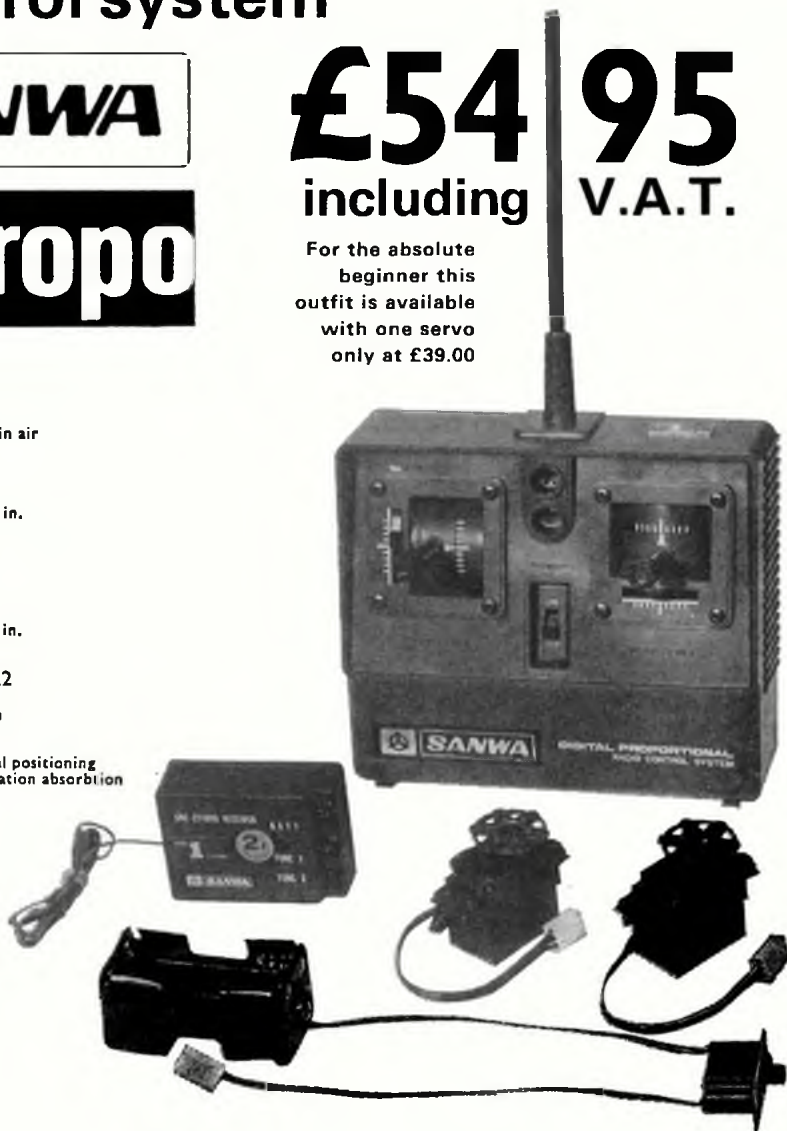 rol system
NWA
ropo
£54 95
including V.A.T.
For the absolute
beginner this
outfit is available
with one servo
only at £39.00
in air
in.
in.
2
l positioning
ation absorbtion
SANWA
DIGITAL PROPORTIONAL
RADIO CONTROL SYSTEM
RECEIVER
BATT
1
2
SANWA